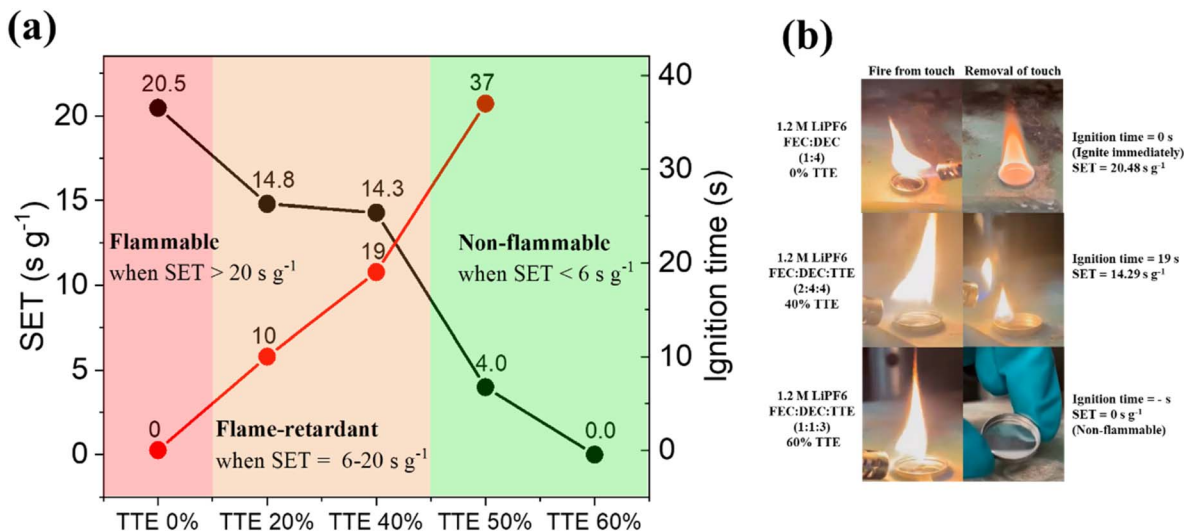 (a)
SET (s g⁻¹)
20
15
10
5
0
20.5
14.8
14.3
4.0
0.0
0
10
19
37
Flammable
when SET > 20 s g⁻¹
Flame-retardant
when SET = 6-20 s g⁻¹
Non-flammable
when SET < 6 s g⁻¹
40
30
20
10
0
Ignition time (s)
TTE 0% TTE 20% TTE 40% TTE 50% TTE 60%
(b)
Fire from touch Removal of touch
1.2 M LiPF6
FEC:DEC
(1:4)
0% TTE
Ignition time = 0 s
(Ignite immediately)
SET = 20.48 s g⁻¹
1.2 M LiPF6
FEC:DEC:TTE
(2:4:4)
40% TTE
Ignition time = 19 s
SET = 14.29 s g⁻¹
1.2 M LiPF6
FEC:DEC:TTE
(1:1:3)
60% TTE
Ignition time = - s
SET = 0 s g⁻¹
(Non-flammable)